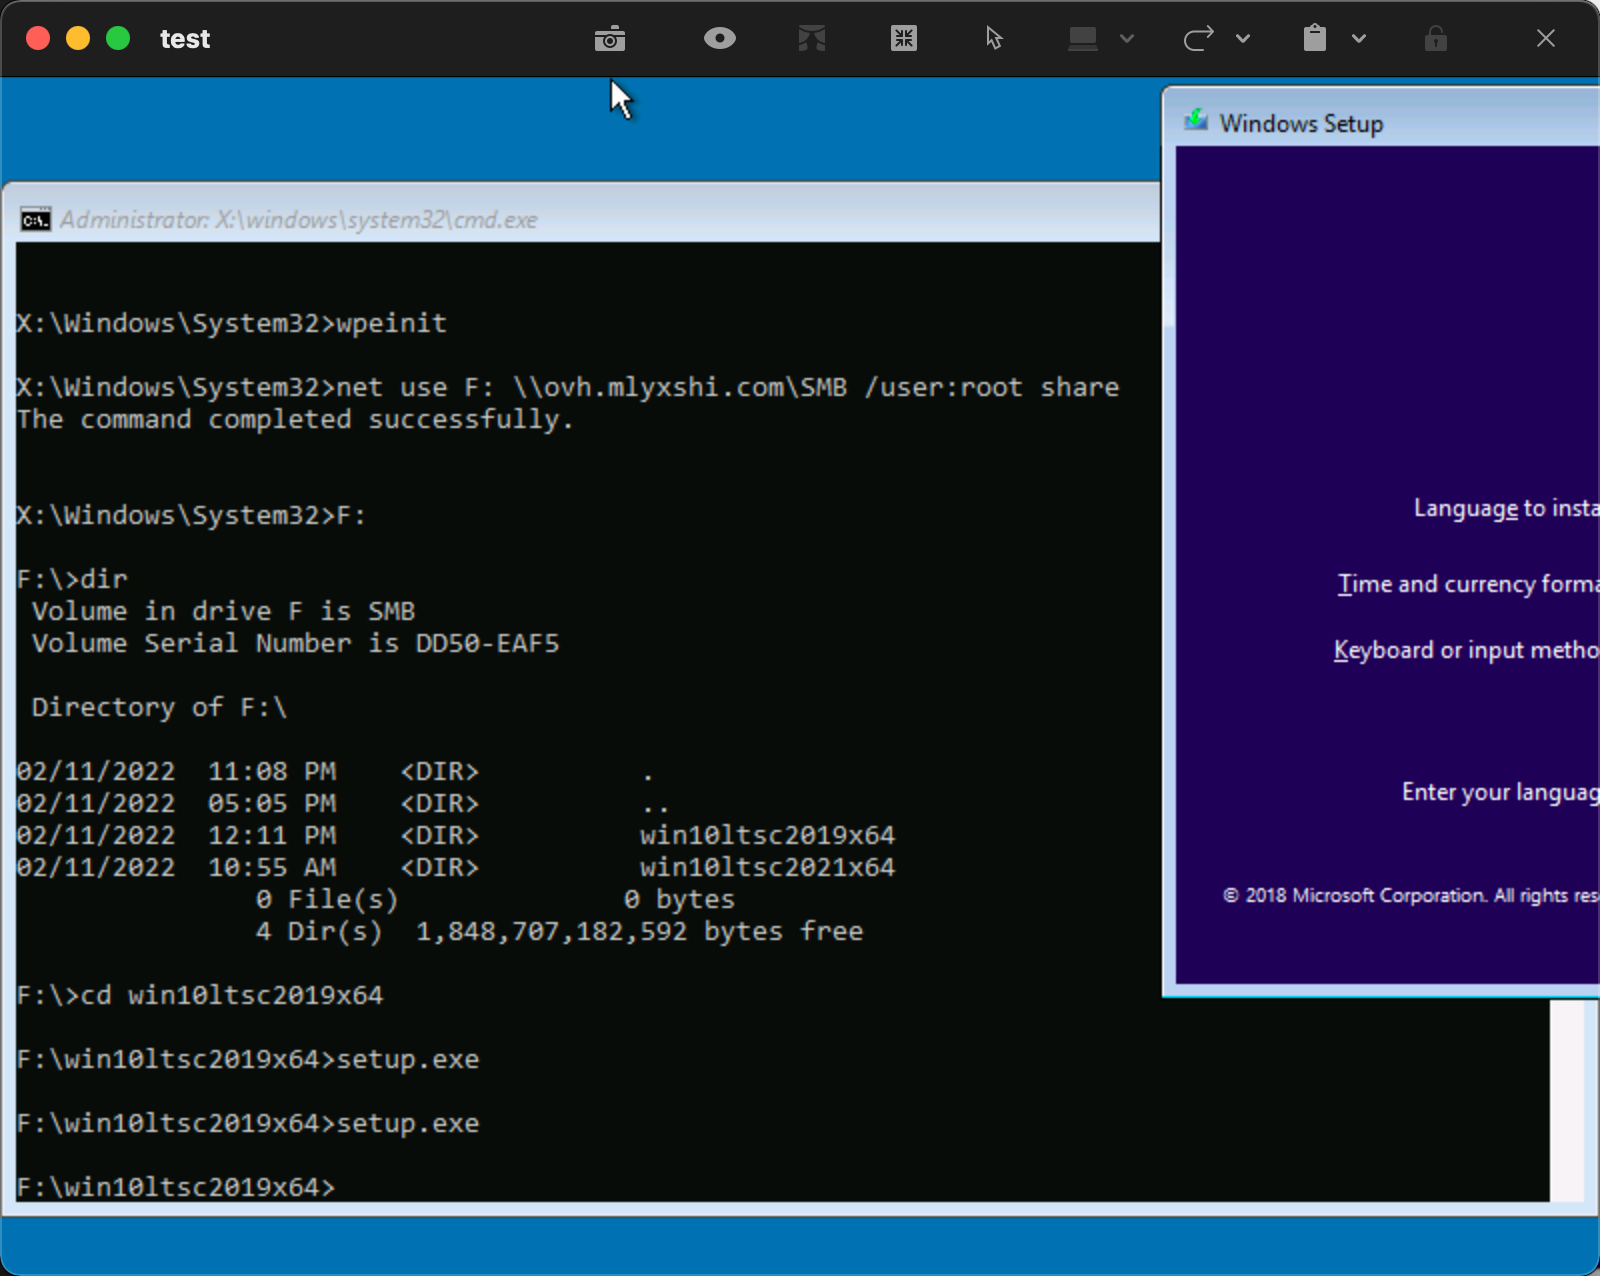 test
Windows Setup
Administrator: X:\windows\system32\cmd.exe
X:\Windows\System32>wpeinit
X:\Windows\System32>net use F: \\ovh.mlyxshi.com\SMB /user:root share
The command completed successfully.
X:\Windows\System32>F:
F:\>dir
Volume in drive F is SMB
Volume Serial Number is DD50-EAF5
Directory of F:\
02/11/2022  11:08 PM    <DIR>          .
02/11/2022  05:05 PM    <DIR>          ..
02/11/2022  12:11 PM    <DIR>          win10ltsc2019x64
02/11/2022  10:55 AM    <DIR>          win10ltsc2021x64
0 File(s)              0 bytes
4 Dir(s)  1,848,707,182,592 bytes free
F:\>cd win10ltsc2019x64
F:\win10ltsc2019x64>setup.exe
F:\win10ltsc2019x64>setup.exe
F:\win10ltsc2019x64>
Language to insta
Time and currency forma
Keyboard or input metho
Enter your languag
© 2018 Microsoft Corporation. All rights res